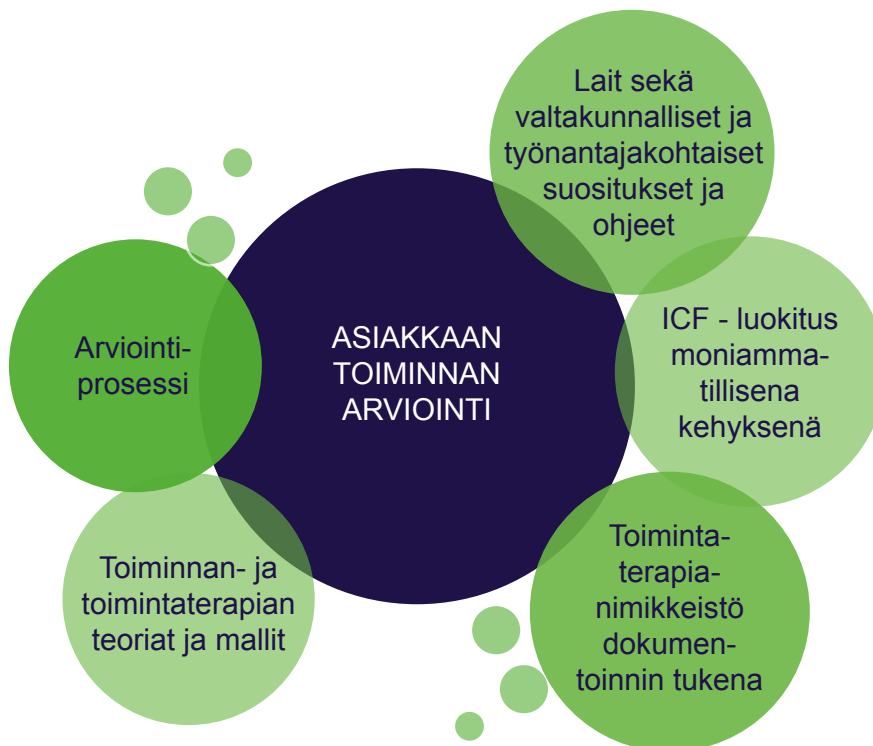 Lait sekä
valtakunnalliset ja
työnantajakohtaiset
suositukset ja
ohjeet
ASIAKKAAN
TOIMINNAN
ARVIOINTI
Arviointi-
prosessi
ICF - luokitus
moniamma-
tillisena
kehyksenä
Toiminnan- ja
toimintaterapian
teoriat ja mallit
Toiminta-
terapia-
nimikkeistö
dokumen-
toinnin tukena